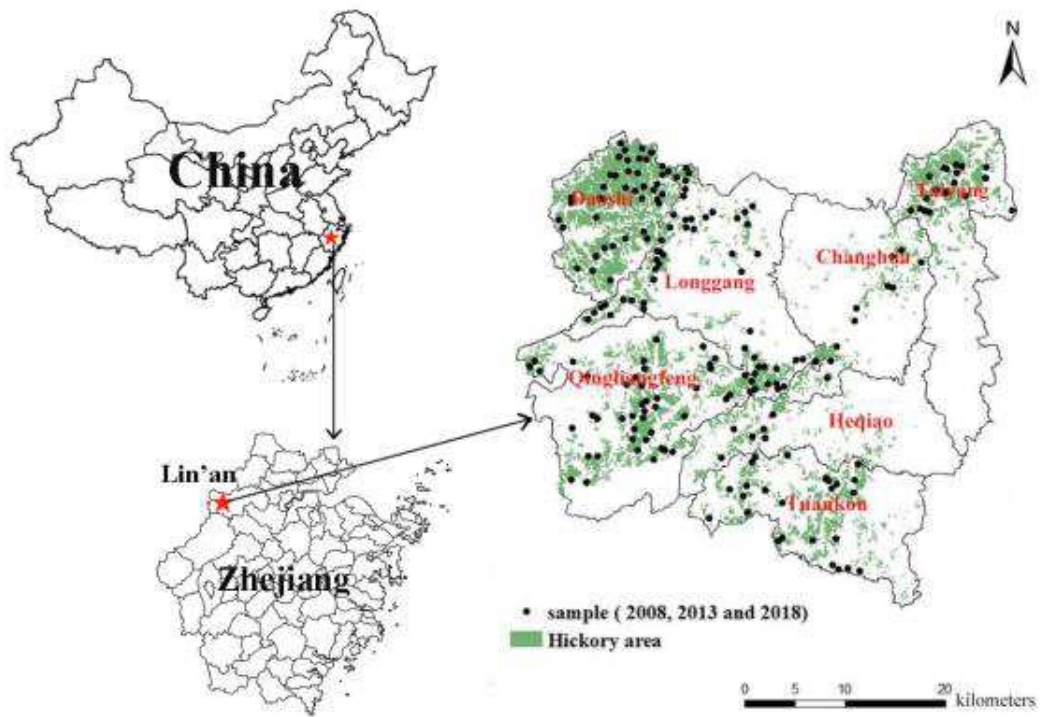 N
China
Daoshi
Taiyang
Changhua
Longgang
Qingliangfeng
Heqiao
Tuankou
Lin'an
Zhejiang
sample ( 2008, 2013 and 2018)
Hickory area
0 5 10 20 kilometers